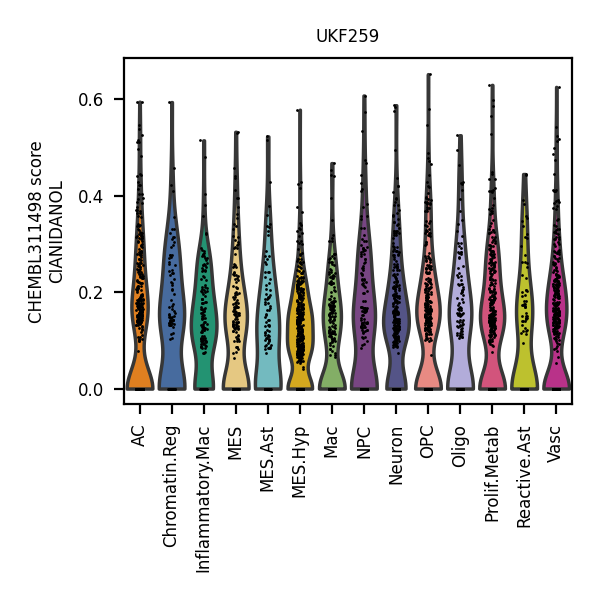 UKF259
CHEMBL311498 score
CIANIDANOL
0.6
0.4
0.2
0.0
AC
Chromatin.Reg
Inflammatory.Mac
MES
MES.Ast
MES.Hyp
Mac
NPC
Neuron
OPC
Oligo
Prolif.Metab
Reactive.Ast
Vasc